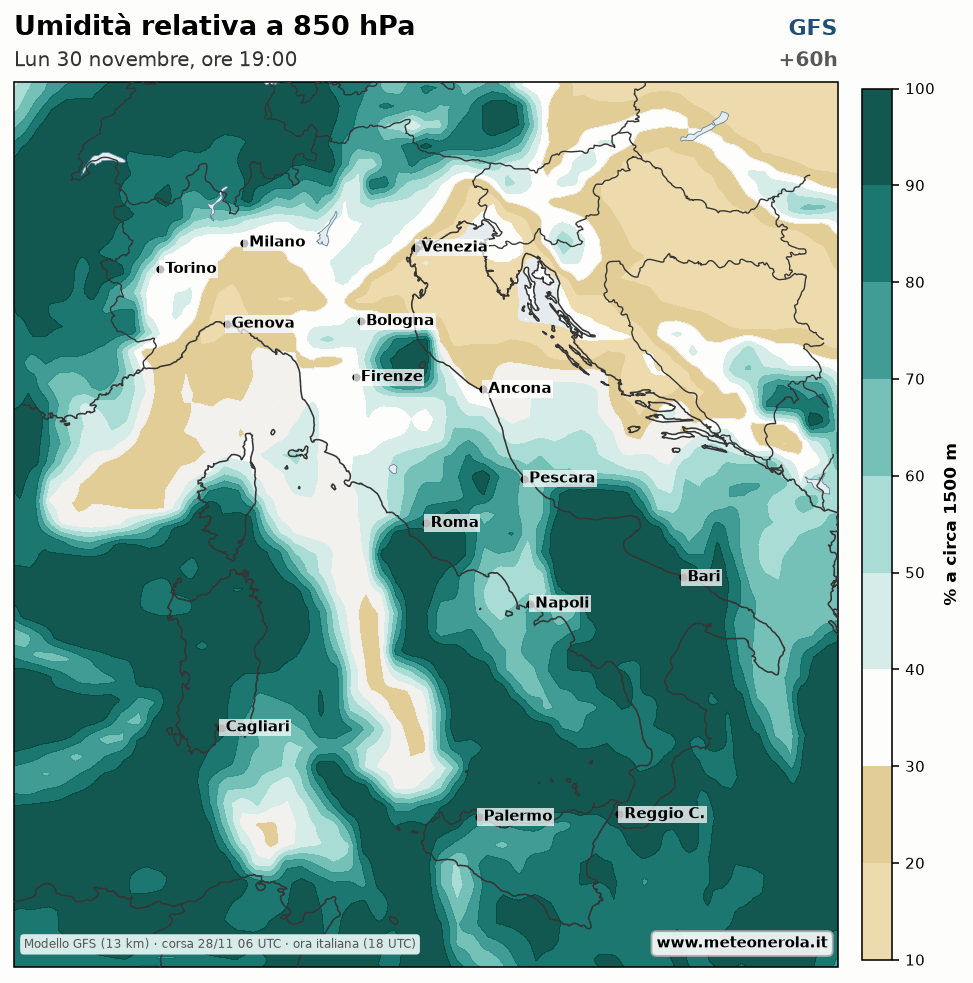 Umidità relativa a 850 hPa
GFS
Lun 30 novembre, ore 19:00
+60h
100
90
80
70
60
50
40
30
20
10
% a circa 1500 m
Milano
Venezia
Torino
Genova
Bologna
Firenze
Ancona
Pescara
Roma
Bari
Napoli
Cagliari
Palermo
Reggio C.
Modello GFS (13 km) · corsa 28/11 06 UTC · ora italiana (18 UTC)
www.meteonerola.it